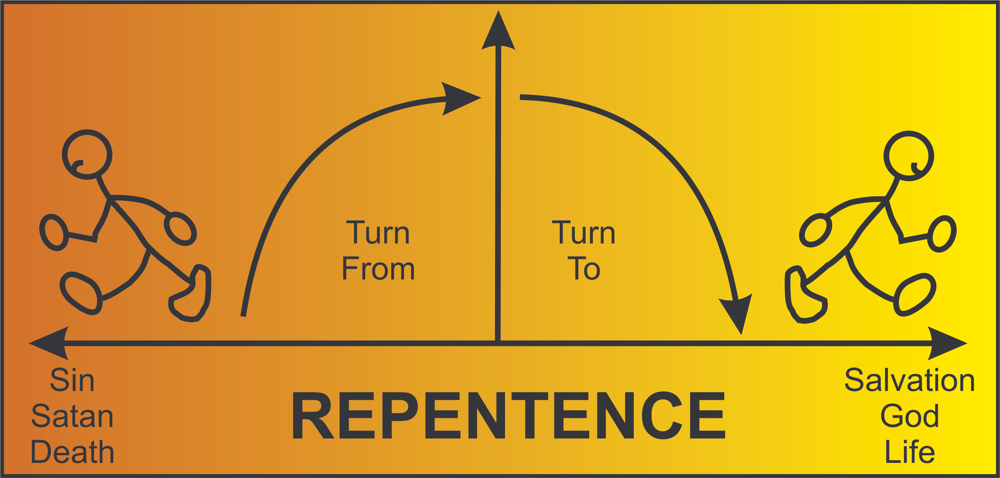 Turn
From
Turn
To
Sin
Satan
Death
REPENTENCE
Salvation
God
Life